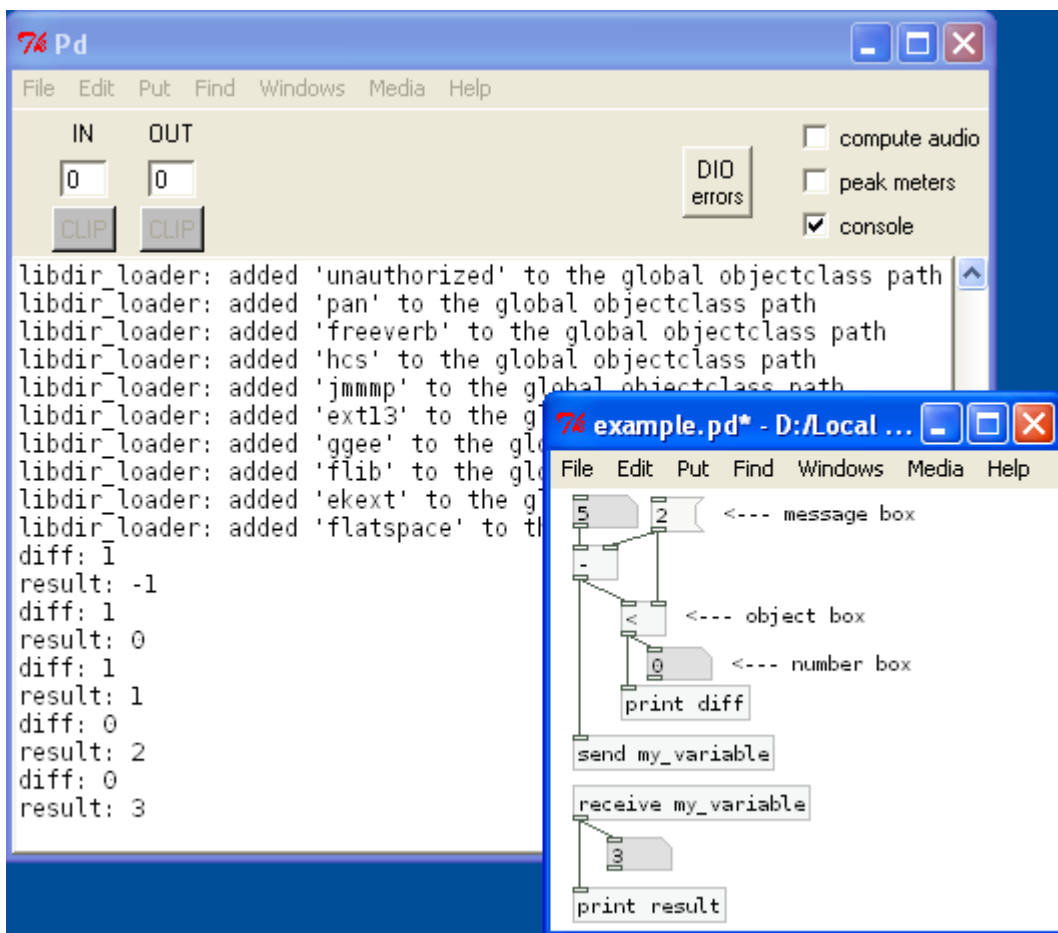 Pd
File Edit Put Find Windows Media Help
IN OUT
0 0
CLIP CLIP
DIO
errors
compute audio
peak meters
console
libdir_loader: added 'unauthorized' to the global objectclass path
libdir_loader: added 'pan' to the global objectclass path
libdir_loader: added 'freeverb' to the global objectclass path
libdir_loader: added 'hcs' to the global objectclass path
libdir_loader: added 'jmmmp' to the global objectclass path
libdir_loader: added 'ext13' to the g
libdir_loader: added 'ggee' to the glo
libdir_loader: added 'flib' to the glo
libdir_loader: added 'ekext' to the g
libdir_loader: added 'flatspace' to th
diff: 1
result: -1
diff: 1
result: 0
diff: 1
result: 1
diff: 0
result: 2
diff: 0
result: 3
example.pd* - D:/Local ...
File Edit Put Find Windows Media Help
5 2 <--- message box
-
< <--- object box
0 <--- number box
print diff
send my_variable
receive my_variable
3
print result